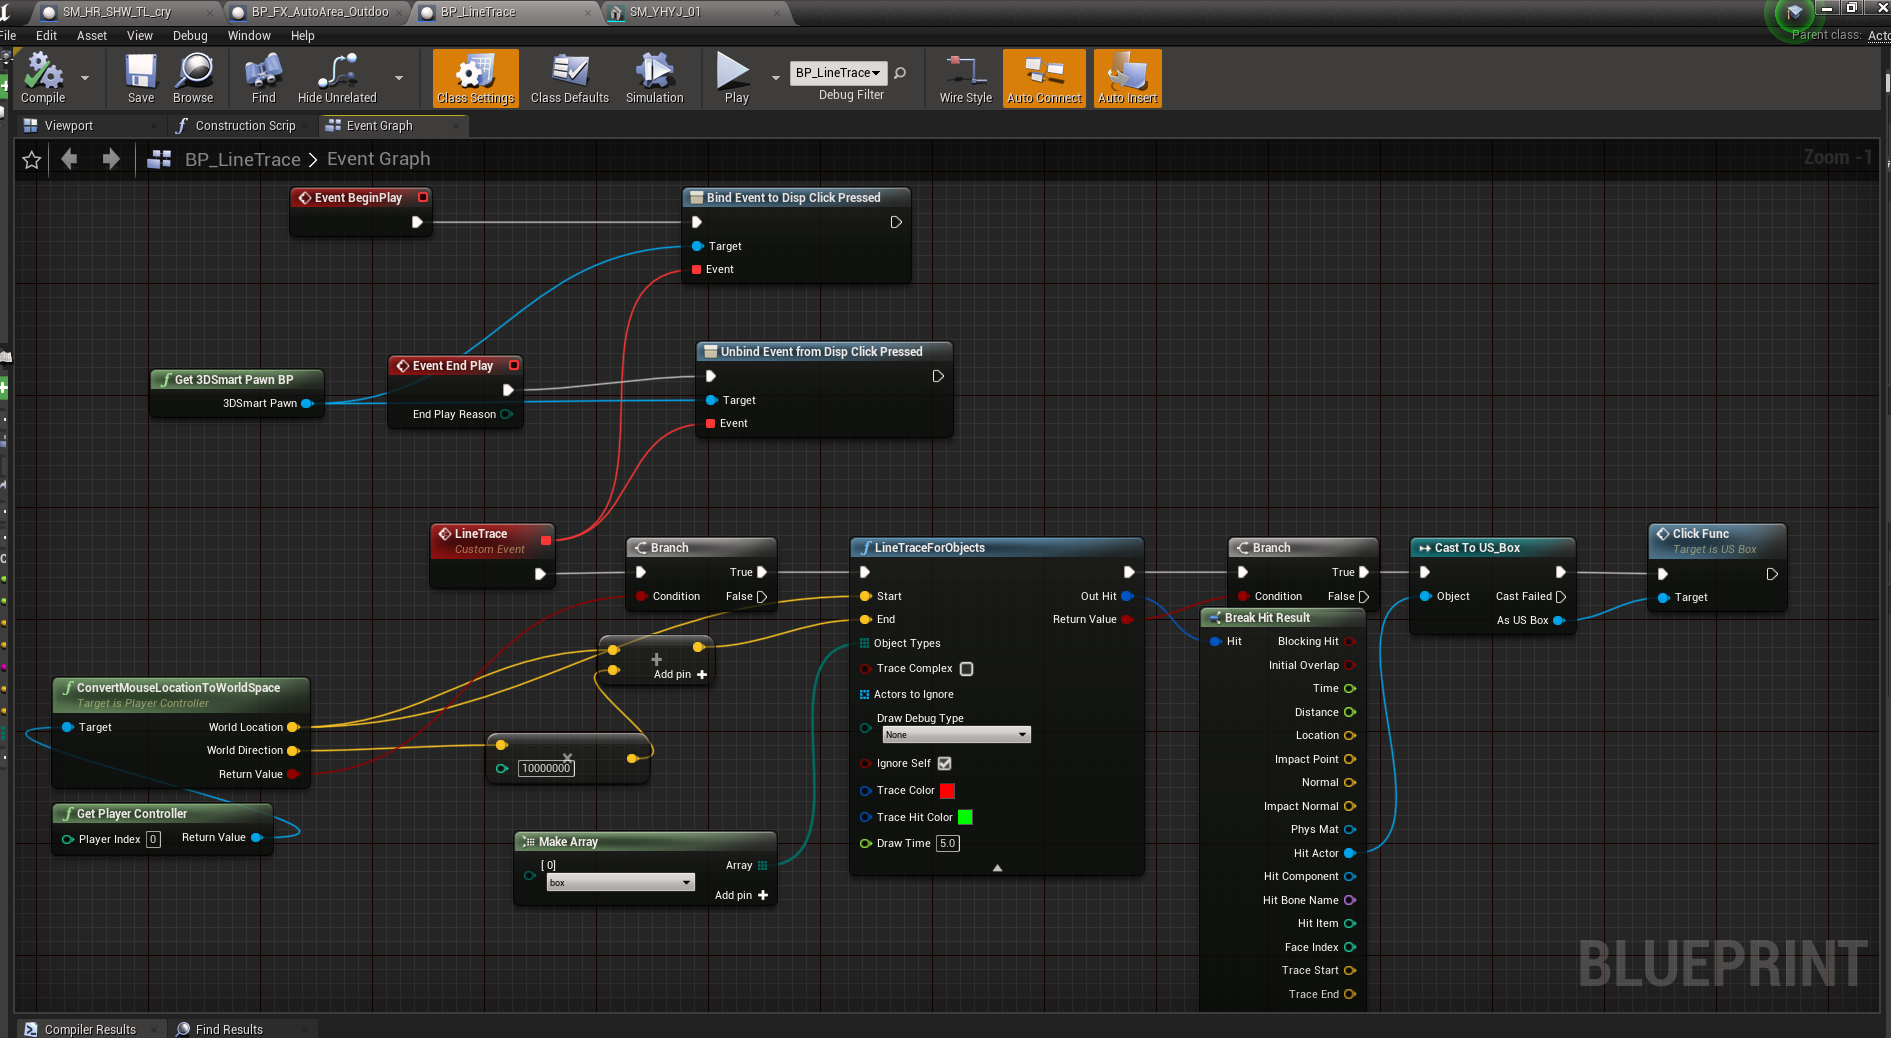 SM_HR_SHW_TL_cry
BP_FX_AutoArea_Outdoo
BP_LineTrace
SM_YHYJ_01
File Edit Asset View Debug Window Help
Parent class: Acto
Compile
Save
Browse
Find
Hide Unrelated
Class Settings
Class Defaults
Simulation
Play
BP_LineTrace
Debug Filter
Wire Style
Auto Connect
Auto Insert
Viewport
Construction Scrip
Event Graph
BP_LineTrace > Event Graph
Zoom -1
Event BeginPlay
Bind Event to Disp Click Pressed
Target
Event
Event End Play
End Play Reason
Unbind Event from Disp Click Pressed
Target
Event
Get 3DSmart Pawn BP
3DSmart Pawn
LineTrace
Custom Event
Branch
True
Condition
False
LineTraceForObjects
Start
Out Hit
End
Return Value
Object Types
Trace Complex
Actors to Ignore
Draw Debug Type
None
Ignore Self
Trace Color
Trace Hit Color
Draw Time 5.0
Branch
True
Condition
False
Break Hit Result
Hit
Blocking Hit
Initial Overlap
Time
Distance
Location
Impact Point
Normal
Impact Normal
Phys Mat
Hit Actor
Hit Component
Hit Bone Name
Hit Item
Face Index
Trace Start
Trace End
Cast To US_Box
Object
Cast Failed
As US Box
Click Func
Target is US Box
Target
Add pin
ConvertMouseLocationToWorldSpace
Target is Player Controller
Target
World Location
World Direction
Return Value
10000000
Get Player Controller
Player Index 0
Return Value
Make Array
[0]
box
Array
Add pin
BLUEPRINT
Compiler Results
Find Results